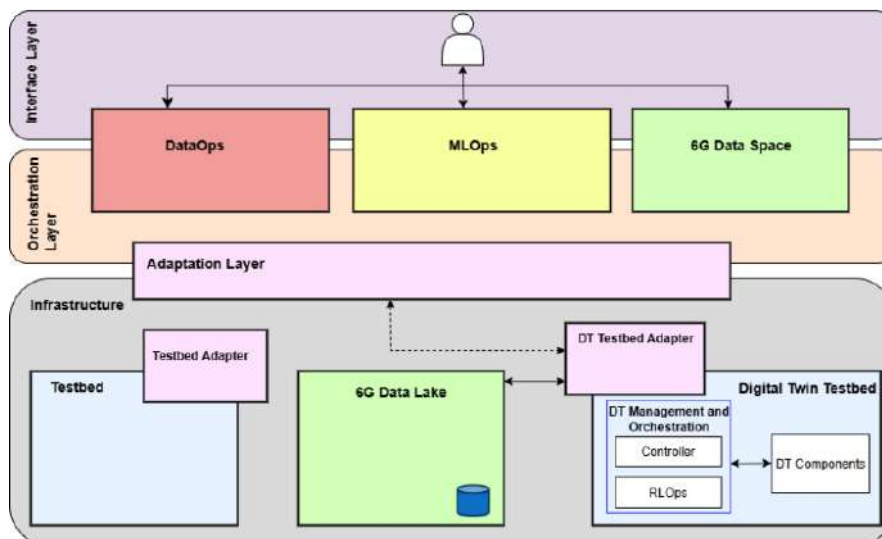 Interface Layer
DataOps
MLOps
6G Data Space
Orchestration
Layer
Adaptation Layer
Infrastructure
Testbed Adapter
DT Testbed Adapter
Testbed
6G Data Lake
Digital Twin Testbed
DT Management and
Orchestration
Controller
RLOps
DT Components